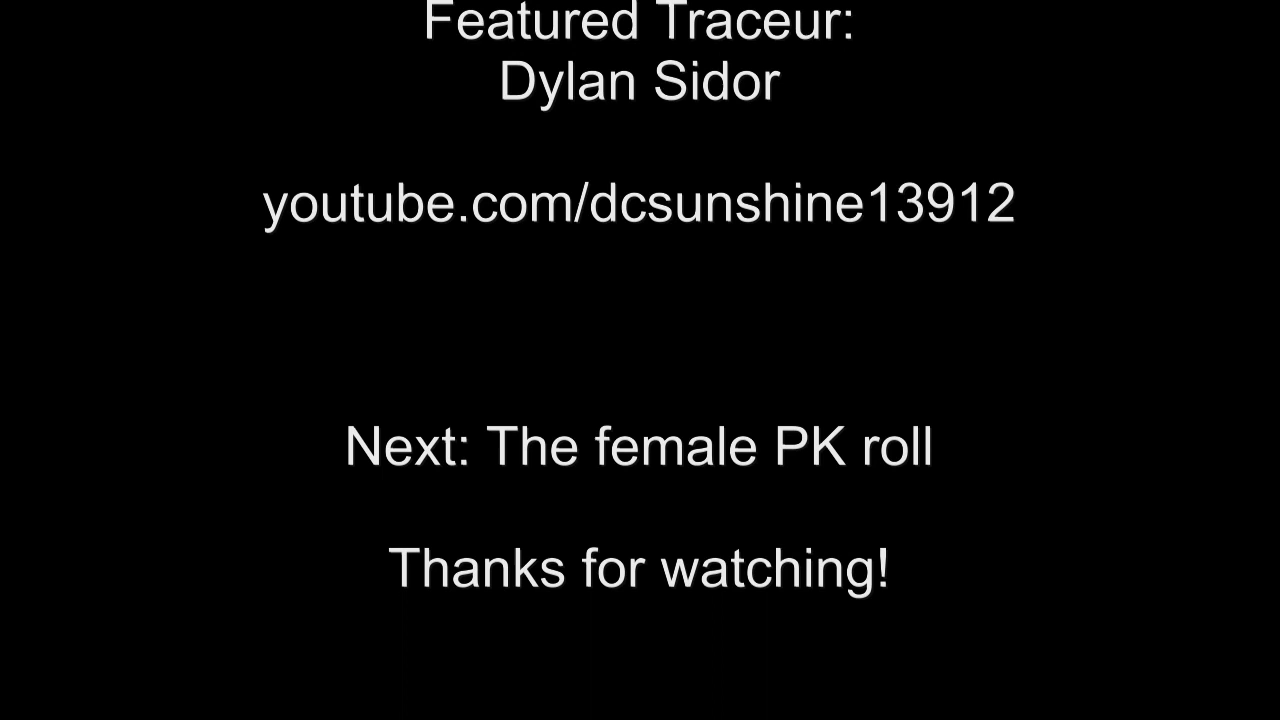 Featured Traceur:
Dylan Sidor
youtube.com/dcsunshine13912
Next: The female PK roll
Thanks for watching!